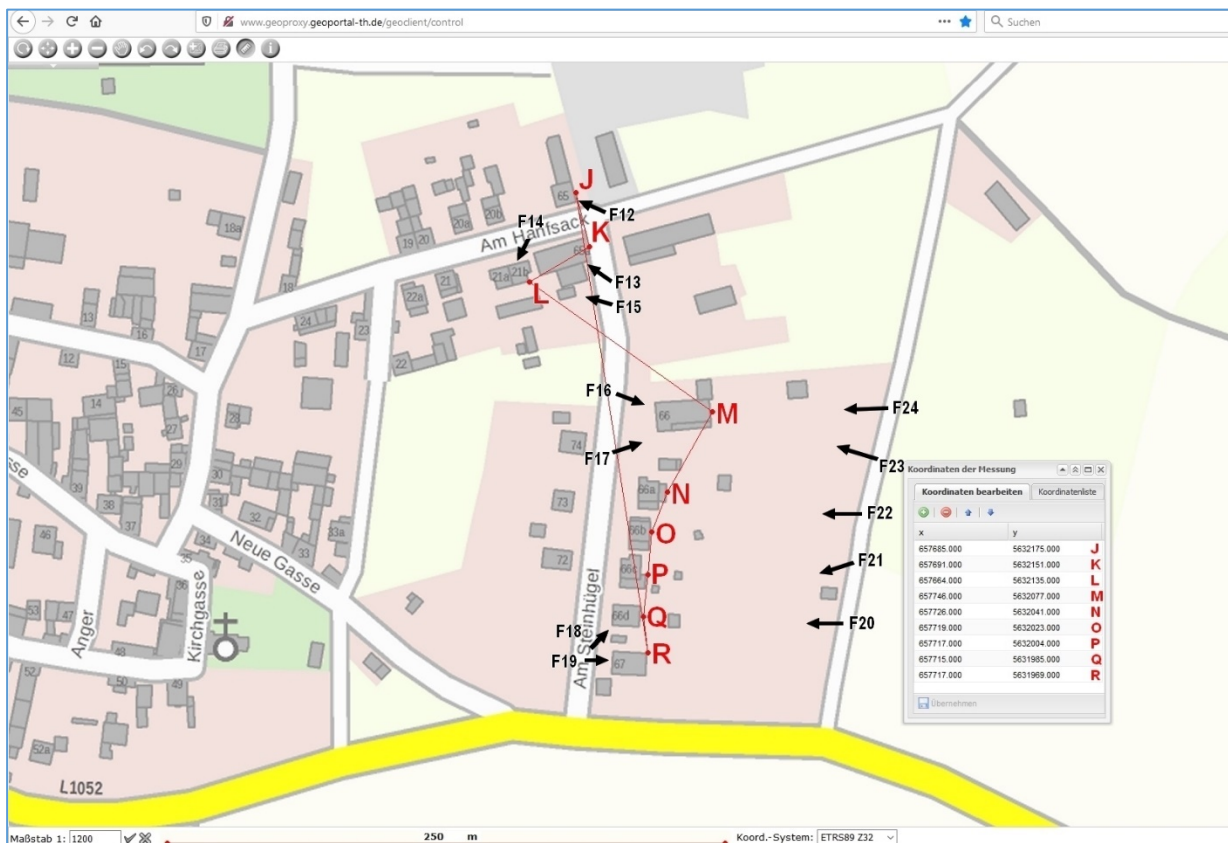 www.geoproxy.geoportal-th.de/geoclient/control
Suchen
J
65
F12
F14
20b
20a
18a
Am Hanfsack
K
19
20
21b
21a
F13
21
L
22a
F15
18
16
24
23
17
12
15
22
26
F16
66
M
F24
45
14
28
27
74
F17
F23
29
39
30
66a
N
38
31
73
37
32
F22
33a
66b
O
46
34
33
35
Neue Gasse
72
66c
P
F21
36
53
47
Kirchgasse
66d
Q
F20
Anger
F18
48
Am Steinhügel
F19
67
R
52
50
49
52a
L1052
Koordinaten der Messung
Koordinaten bearbeiten
Koordinatenliste
x y
657685.000 5632175.000 J
657691.000 5632151.000 K
657664.000 5632135.000 L
657746.000 5632077.000 M
657726.000 5632041.000 N
657719.000 5632023.000 O
657717.000 5632004.000 P
657715.000 5631985.000 Q
657717.000 5631969.000 R
Übernehmen
Maßstab 1: 1200
250 m
Koord.-System: ETRS89 Z32